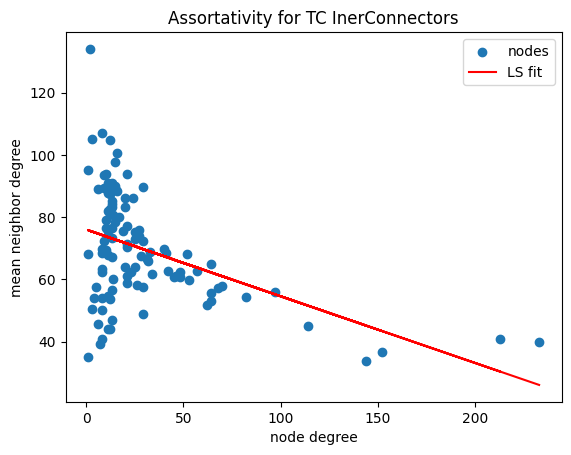 Assortativity for TC InerConnectors
nodes
LS fit
120
100
80
60
40
mean neighbor degree
0
50
100
150
200
node degree